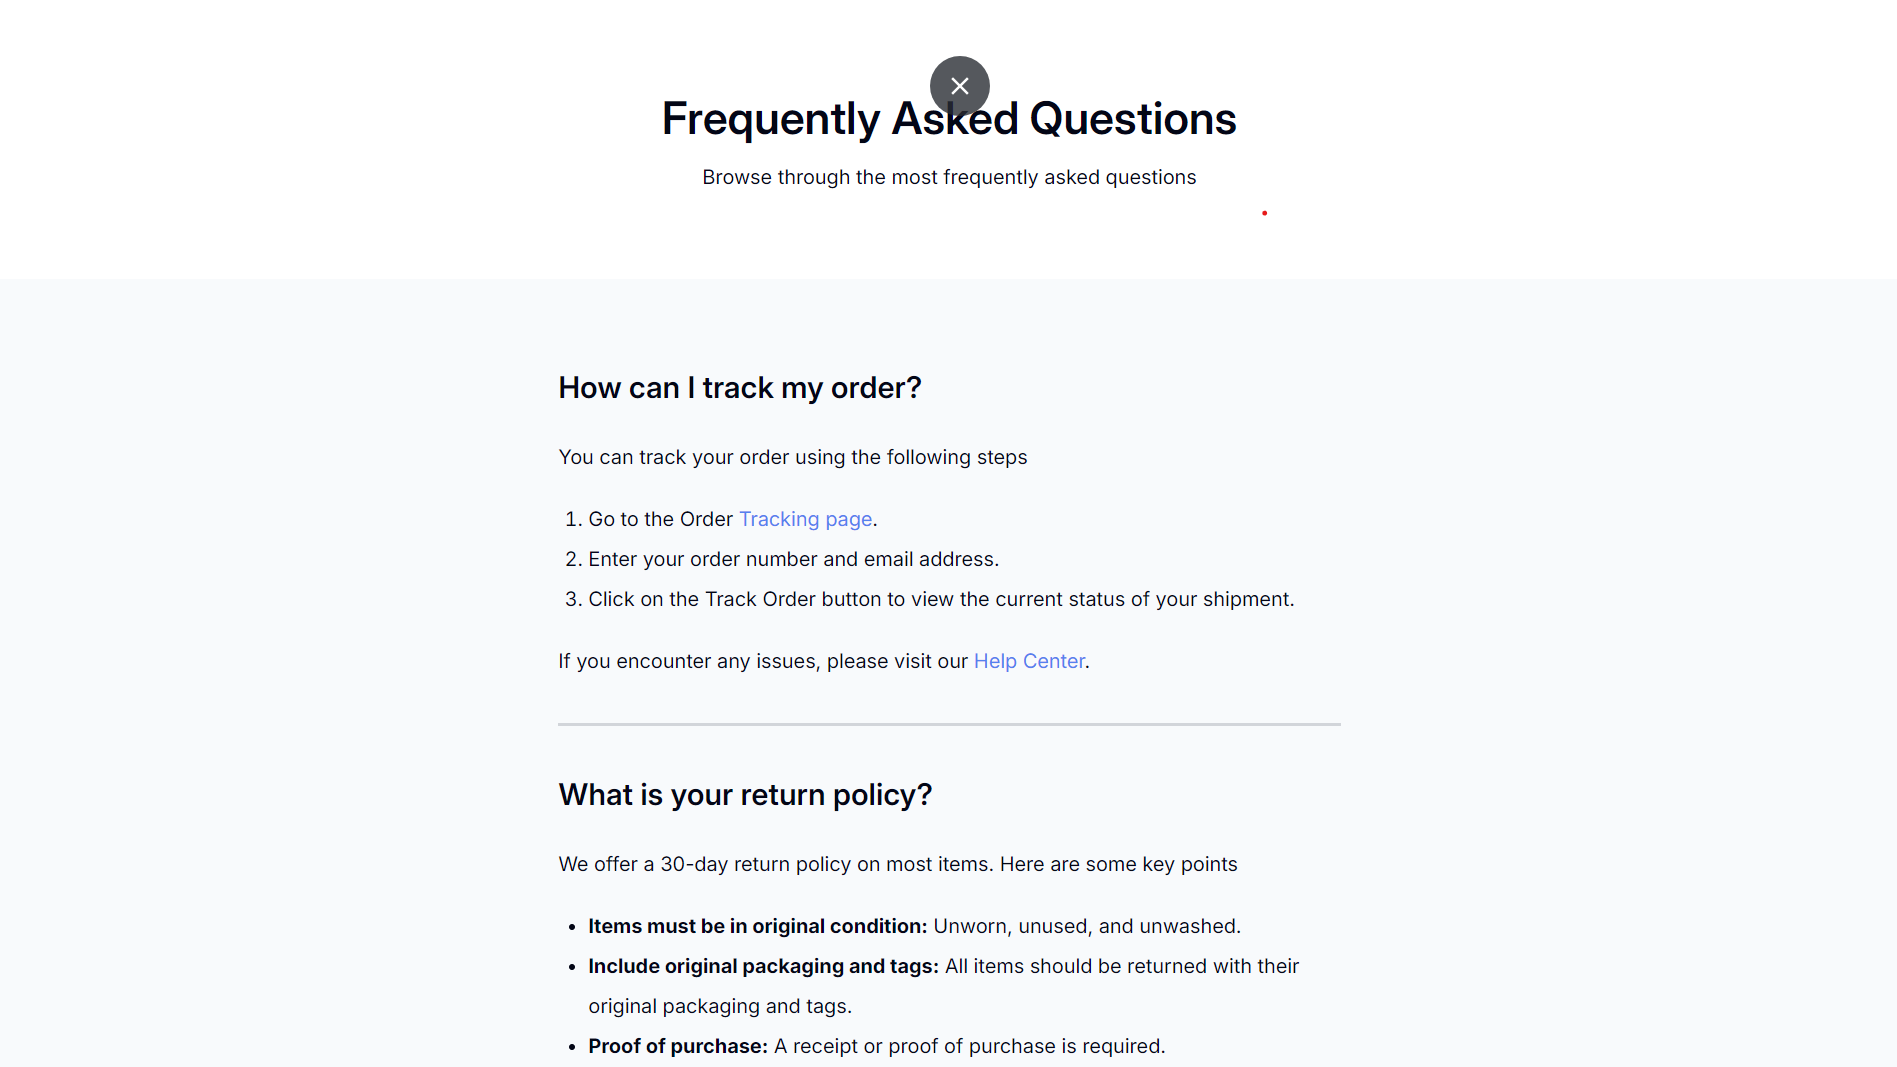 Frequently Asked Questions
Browse through the most frequently asked questions
How can I track my order?
You can track your order using the following steps
1. Go to the Order Tracking page.
2. Enter your order number and email address.
3. Click on the Track Order button to view the current status of your shipment.
If you encounter any issues, please visit our Help Center.
What is your return policy?
We offer a 30-day return policy on most items. Here are some key points
• Items must be in original condition: Unworn, unused, and unwashed.
• Include original packaging and tags: All items should be returned with their
original packaging and tags.
• Proof of purchase: A receipt or proof of purchase is required.